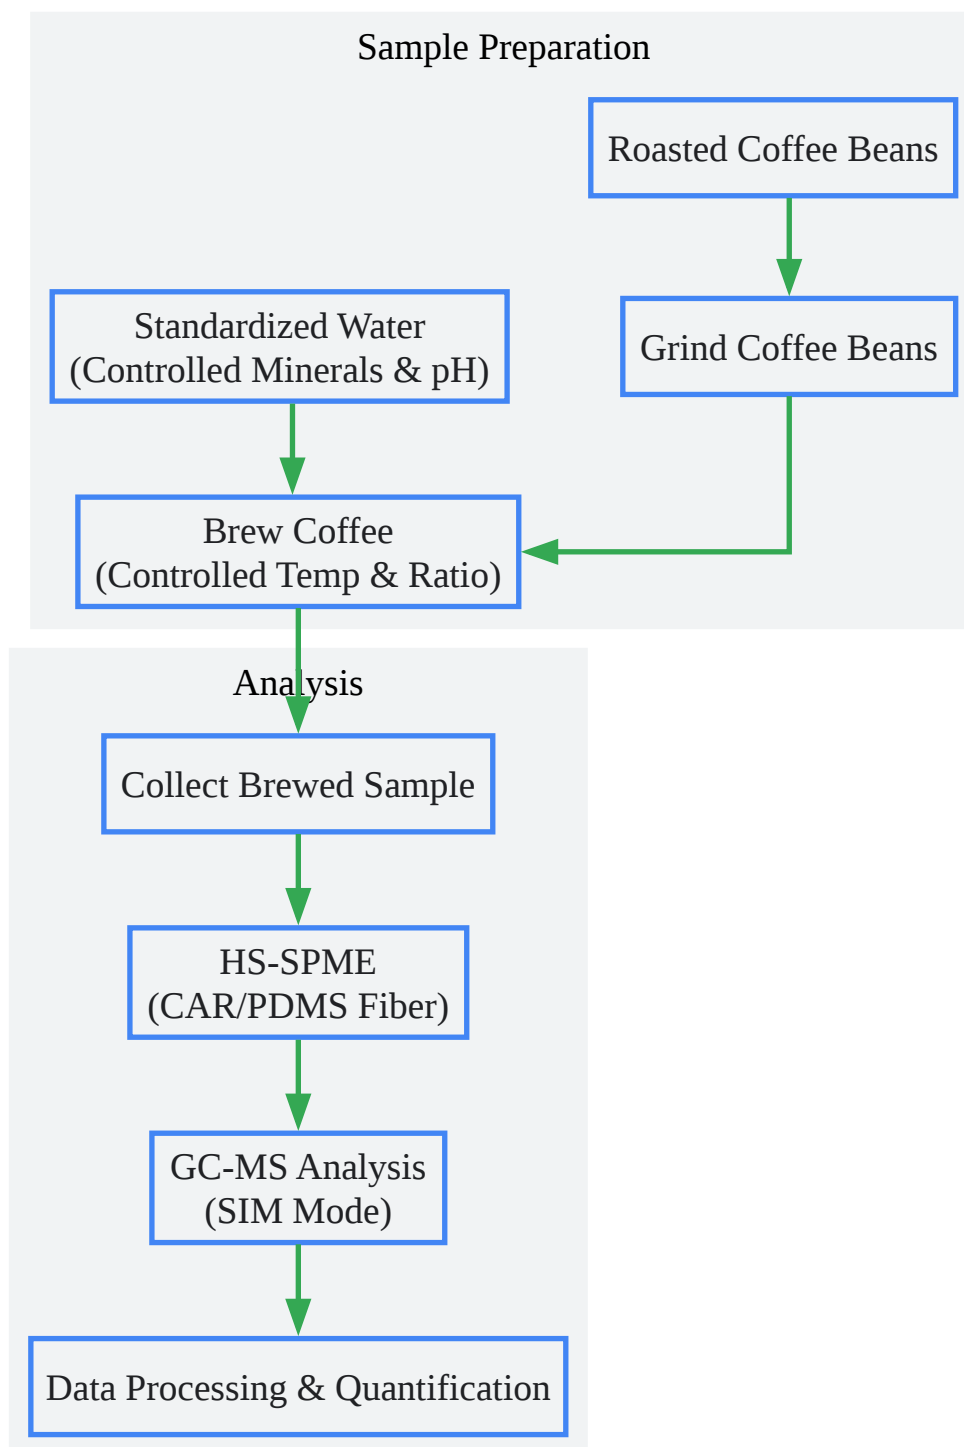 Sample Preparation
Roasted Coffee Beans
Standardized Water
(Controlled Minerals & pH)
Grind Coffee Beans
Brew Coffee
(Controlled Temp & Ratio)
Analysis
Collect Brewed Sample
HS-SPME
(CAR/PDMS Fiber)
GC-MS Analysis
(SIM Mode)
Data Processing & Quantification